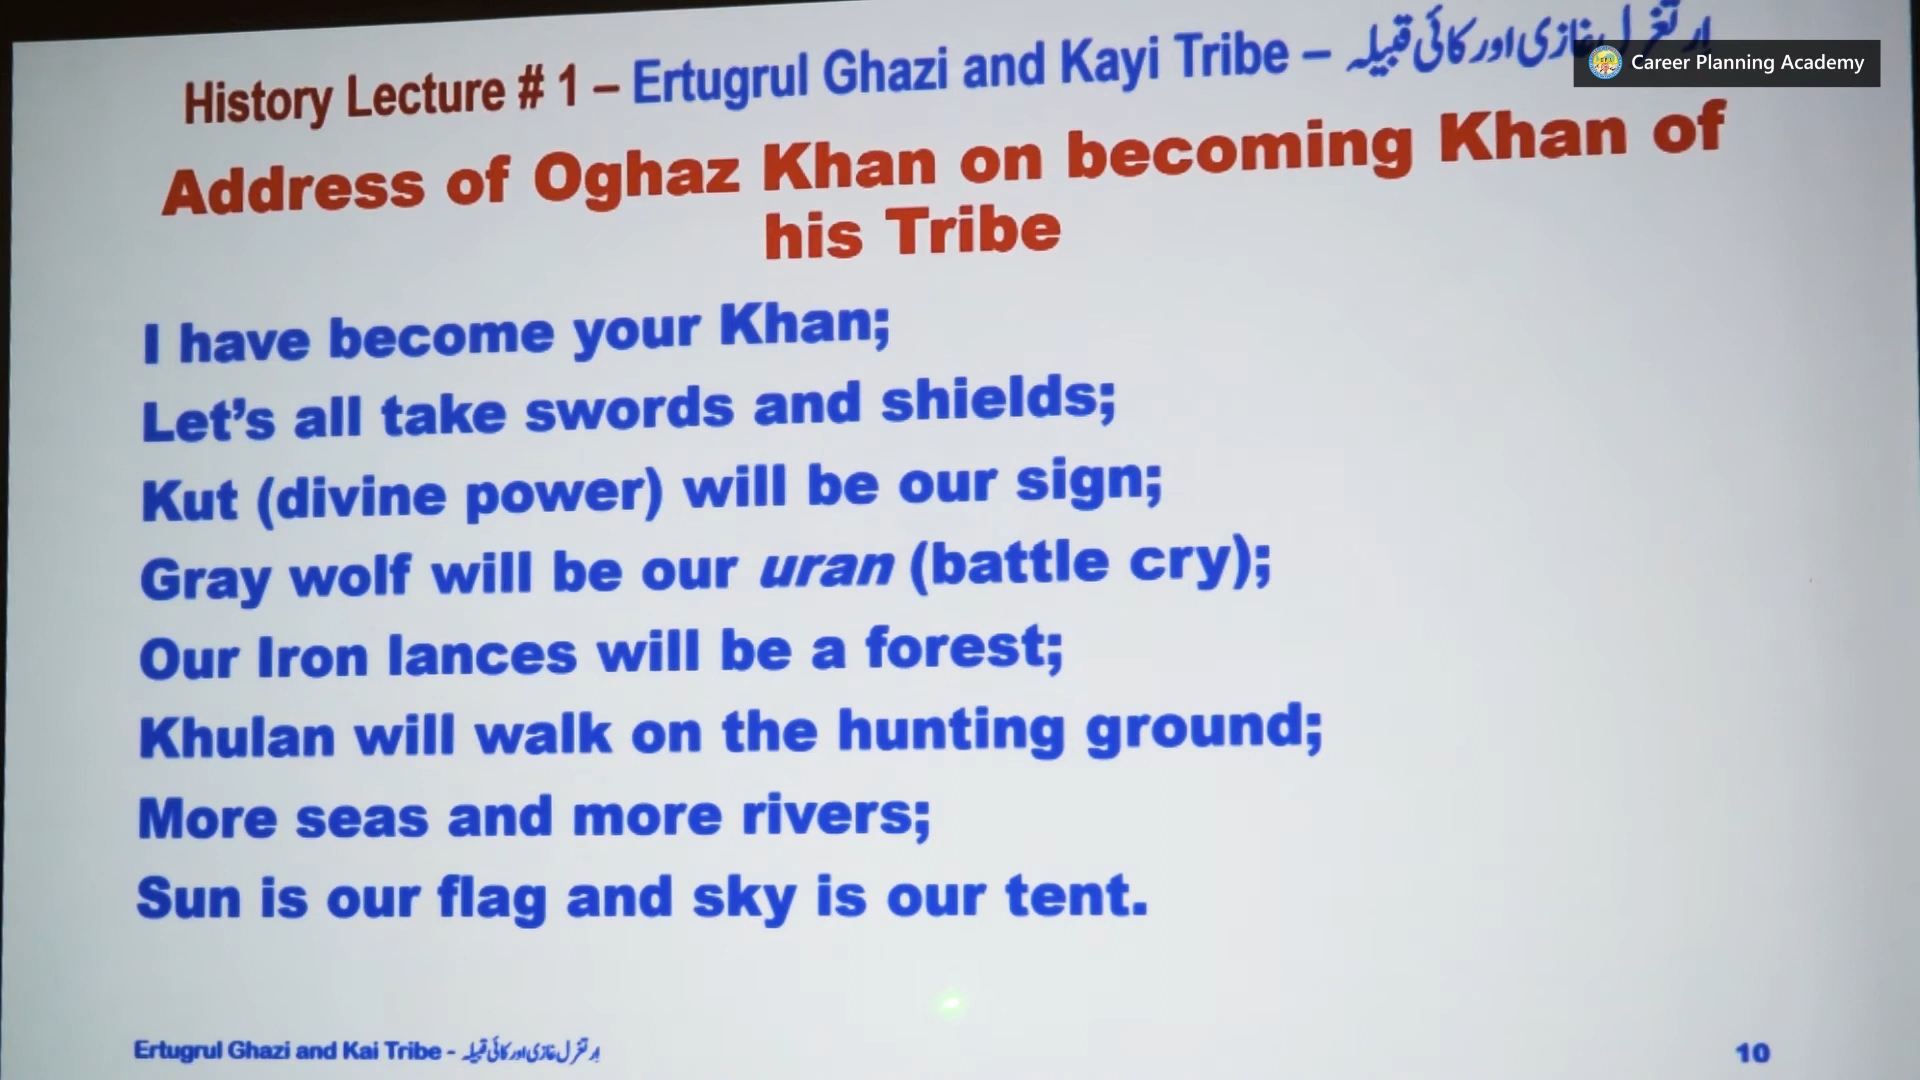 History Lecture # 1 – Ertugrul Ghazi and Kayi Tribe – ارتغرل غازی اور کائی قبیلہ
Career Planning Academy
Address of Oghaz Khan on becoming Khan of
his Tribe
I have become your Khan;
Let's all take swords and shields;
Kut (divine power) will be our sign;
Gray wolf will be our uran (battle cry);
Our Iron lances will be a forest;
Khulan will walk on the hunting ground;
More seas and more rivers;
Sun is our flag and sky is our tent.
Ertugrul Ghazi and Kai Tribe - ارتغرل غازی اور کائی قبیلہ
10